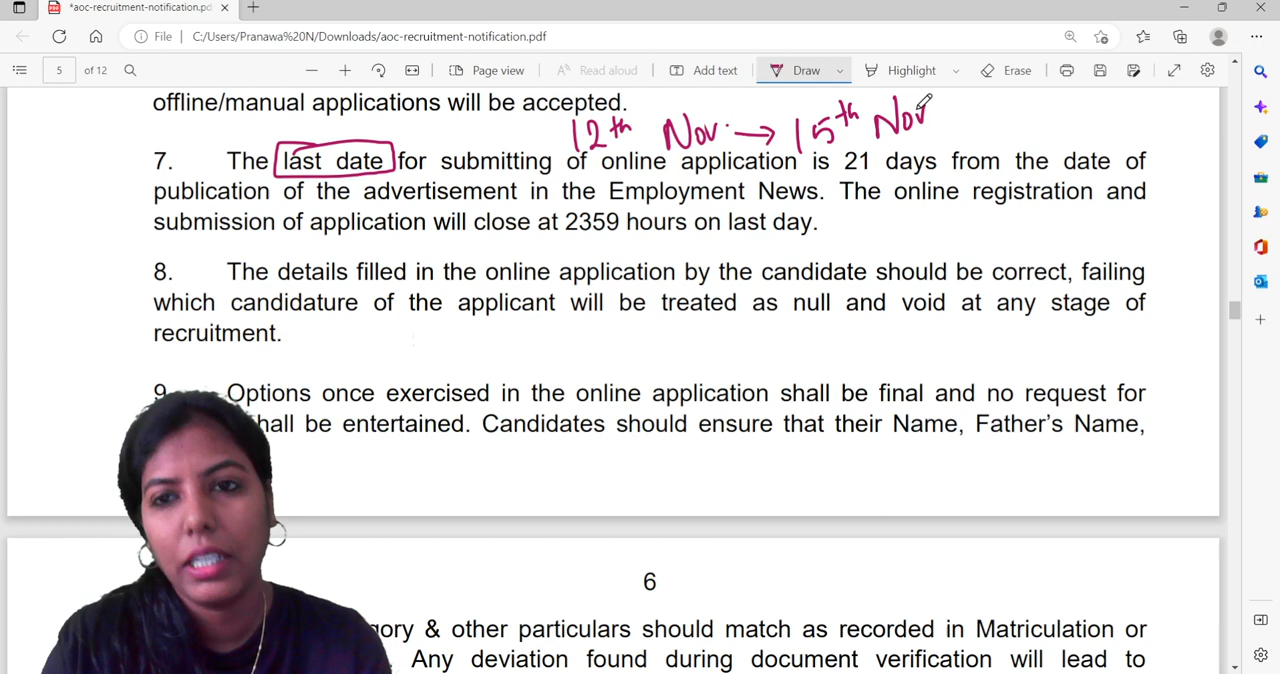 *aoc-recruitment-notification.pd
File
C:/Users/Pranawa%20N/Downloads/aoc-recruitment-notification.pdf
5 of 12
Page view
Read aloud
Add text
Draw
Highlight
Erase
offline/manual applications will be accepted.
12th Nov. → 15th Nov
7. The last date for submitting of online application is 21 days from the date of
publication of the advertisement in the Employment News. The online registration and
submission of application will close at 2359 hours on last day.
8. The details filled in the online application by the candidate should be correct, failing
which candidature of the applicant will be treated as null and void at any stage of
recruitment.
9. Options once exercised in the online application shall be final and no request for
hall be entertained. Candidates should ensure that their Name, Father's Name,
6
gory & other particulars should match as recorded in Matriculation or
Any deviation found during document verification will lead to